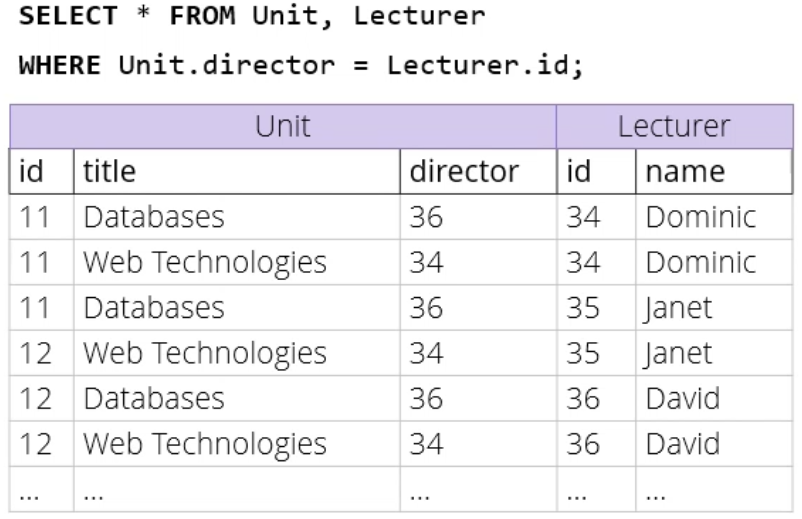 SELECT * FROM Unit, Lecturer
WHERE Unit.director = Lecturer.id;
Unit Lecturer
id title director id name
11 Databases 36 34 Dominic
11 Web Technologies 34 34 Dominic
11 Databases 36 35 Janet
12 Web Technologies 34 35 Janet
12 Databases 36 36 David
12 Web Technologies 34 36 David
... ... ... ... ...